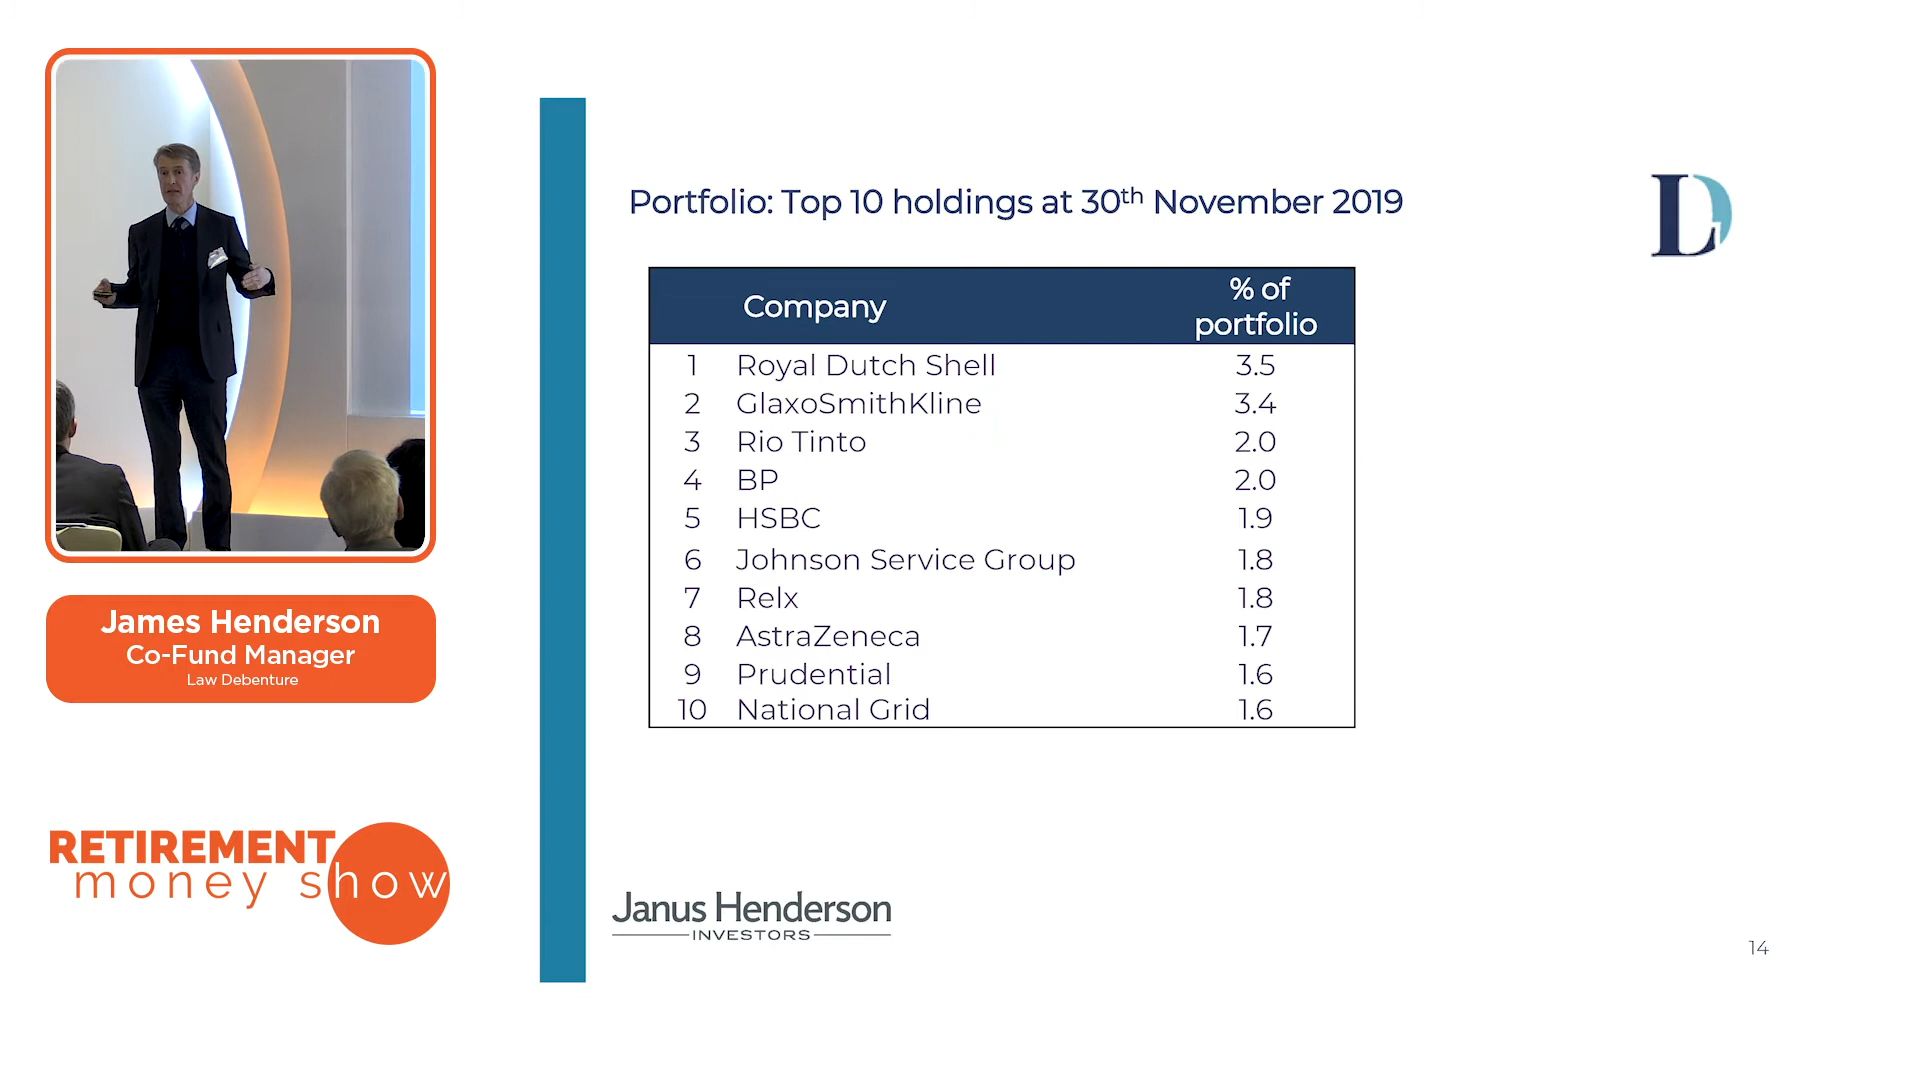 James Henderson
Co-Fund Manager
Law Debenture
RETIREMENT
money show
Portfolio: Top 10 holdings at 30th November 2019
LD
Company % of portfolio
1 Royal Dutch Shell 3.5
2 GlaxoSmithKline 3.4
3 Rio Tinto 2.0
4 BP 2.0
5 HSBC 1.9
6 Johnson Service Group 1.8
7 Relx 1.8
8 AstraZeneca 1.7
9 Prudential 1.6
10 National Grid 1.6
Janus Henderson
INVESTORS
14